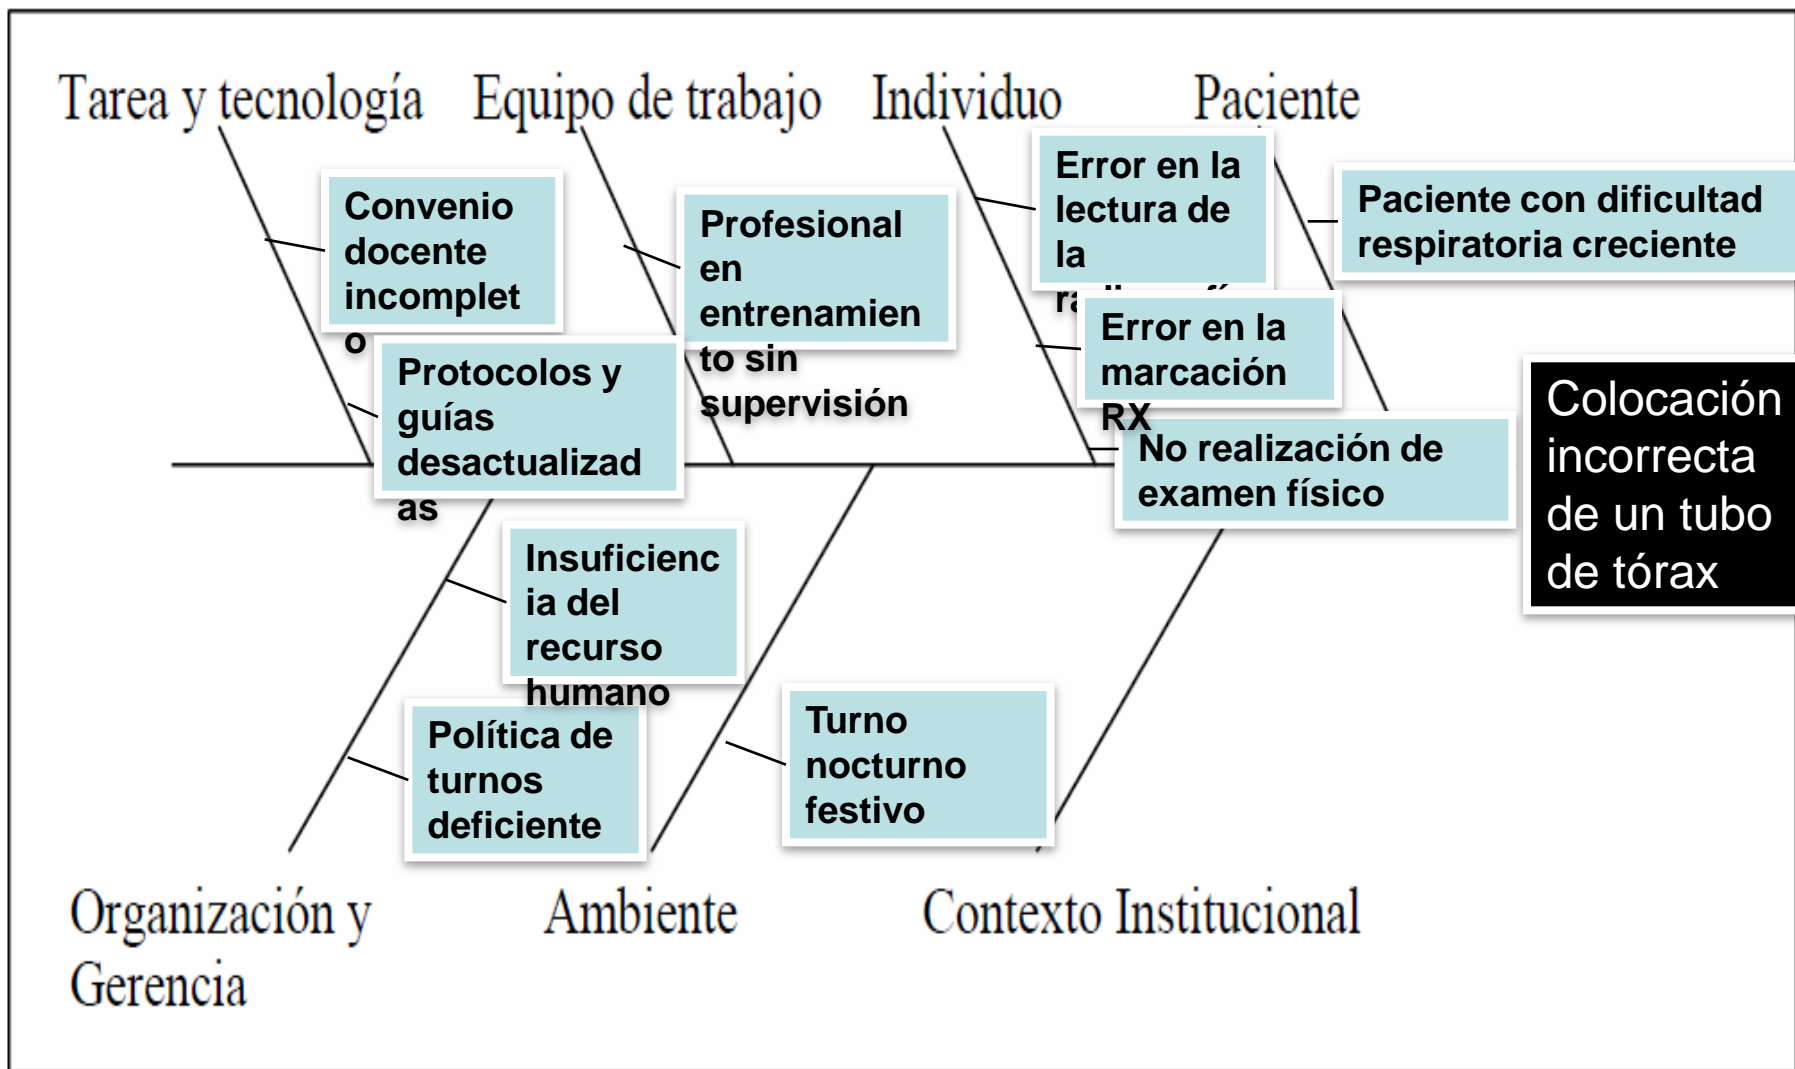 Tarea y tecnología
Equipo de trabajo
Individuo
Paciente
Convenio
docente
incomplet
o
Protocolos y
guías
desactualizad
as
Profesional
en
entrenamien
to sin
supervisión
Error en la
lectura de
la
Error en la
marcación
RX
No realización de
examen físico
Paciente con dificultad
respiratoria creciente
Colocación
incorrecta
de un tubo
de tórax
Insuficienc
ia del
recurso
humano
Política de
turnos
deficiente
Turno
nocturno
festivo
Organización y
Gerencia
Ambiente
Contexto Institucional